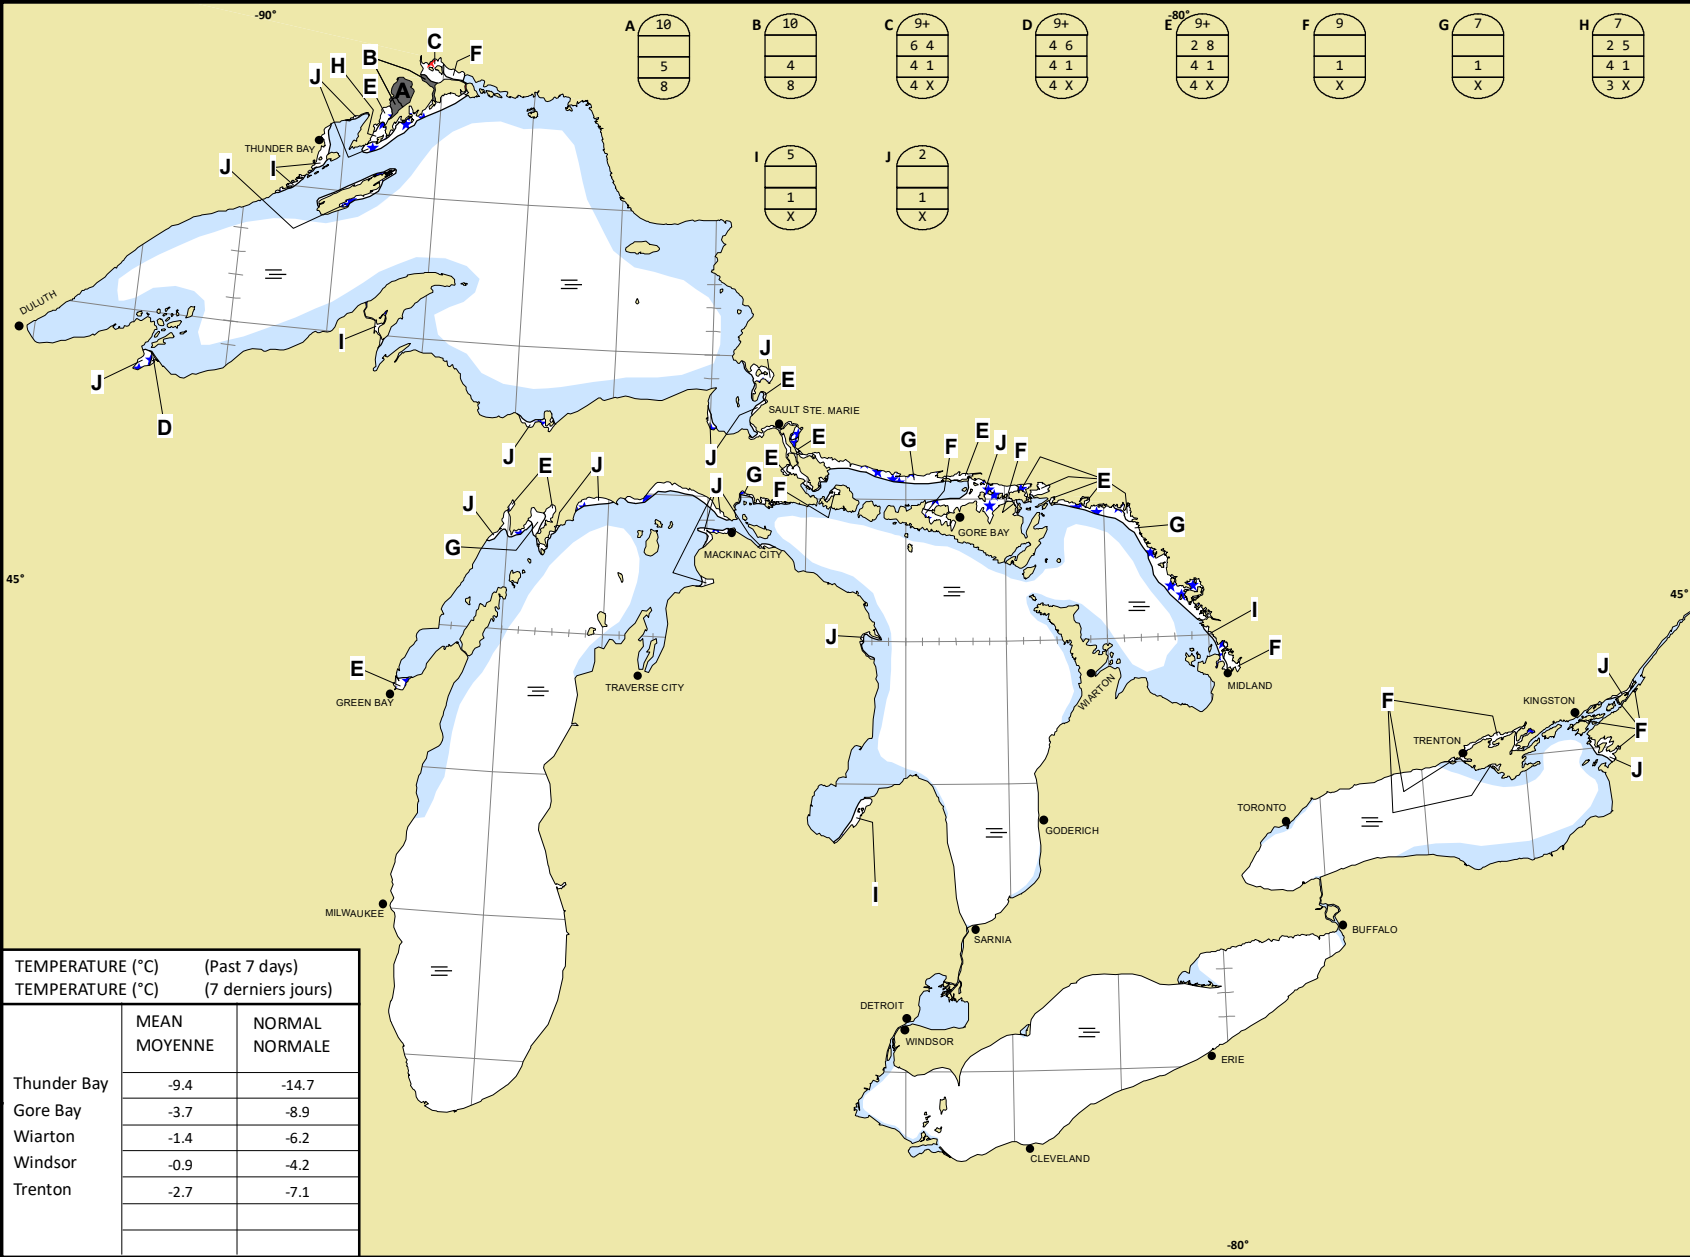 -90°
-80°
A
10
5
8
B
10
4
8
C
9+
6 4
4 1
4 X
D
9+
4 6
4 1
4 X
E
9+
2 8
4 1
4 X
F
9
1
X
G
7
1
X
H
7
2 5
4 1
3 X
I
5
1
X
J
2
1
X
C
F
B
H
J
E
A
THUNDER BAY
J
I
DULUTH
I
J
D
J
J
E
SAULT STE. MARIE
J
E
E
J
E
J
G
F
J
G
G
F
E
J
F
E
G
GORE BAY
MACKINAC CITY
45°
45°
J
I
F
MIDLAND
WIARTON
E
GREEN BAY
TRAVERSE CITY
J
KINGSTON
F
F
TRENTON
J
TORONTO
GODERICH
I
MILWAUKEE
SARNIA
BUFFALO
DETROIT
WINDSOR
ERIE
CLEVELAND
-80°
TEMPERATURE (°C) (Past 7 days)
TEMPERATURE (°C) (7 derniers jours)
MEAN NORMAL
MOYENNE NORMALE
Thunder Bay -9.4 -14.7
Gore Bay -3.7 -8.9
Wiarton -1.4 -6.2
Windsor -0.9 -4.2
Trenton -2.7 -7.1